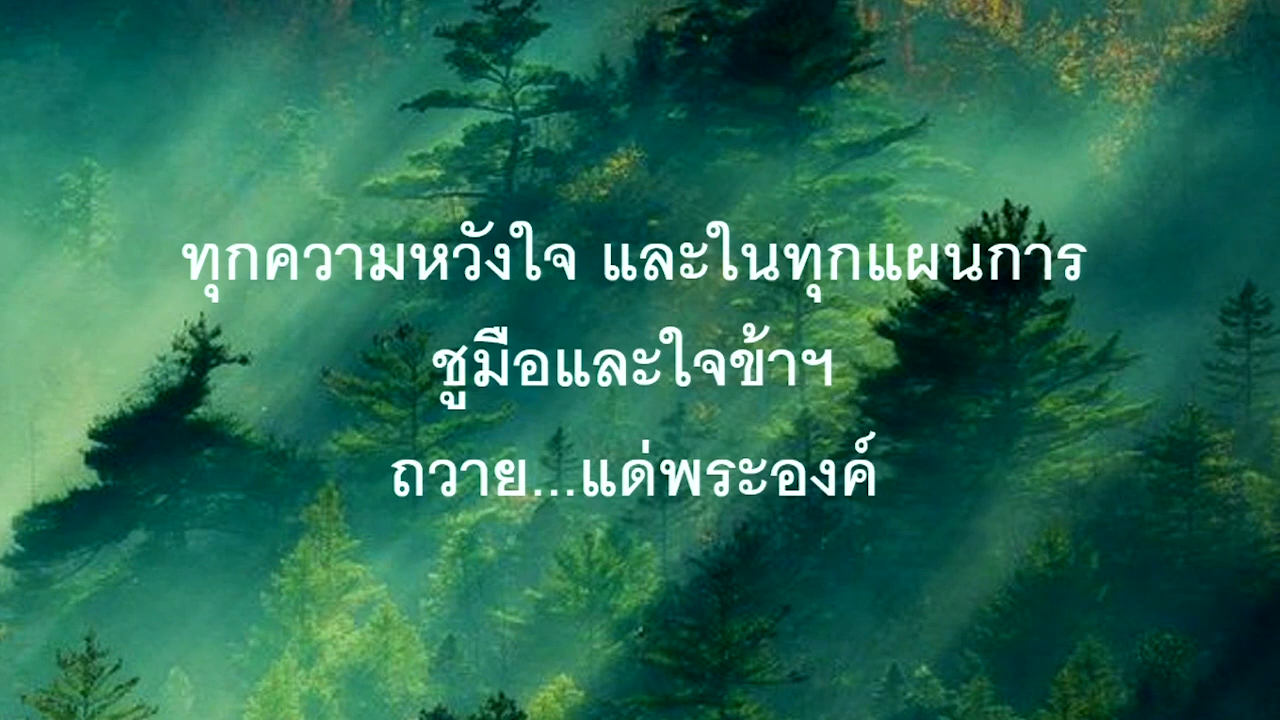 ทุกความหวังใจ และในทุกแผนการ
ชูมือและใจข้าฯ
ถวาย...แด่พระองค์